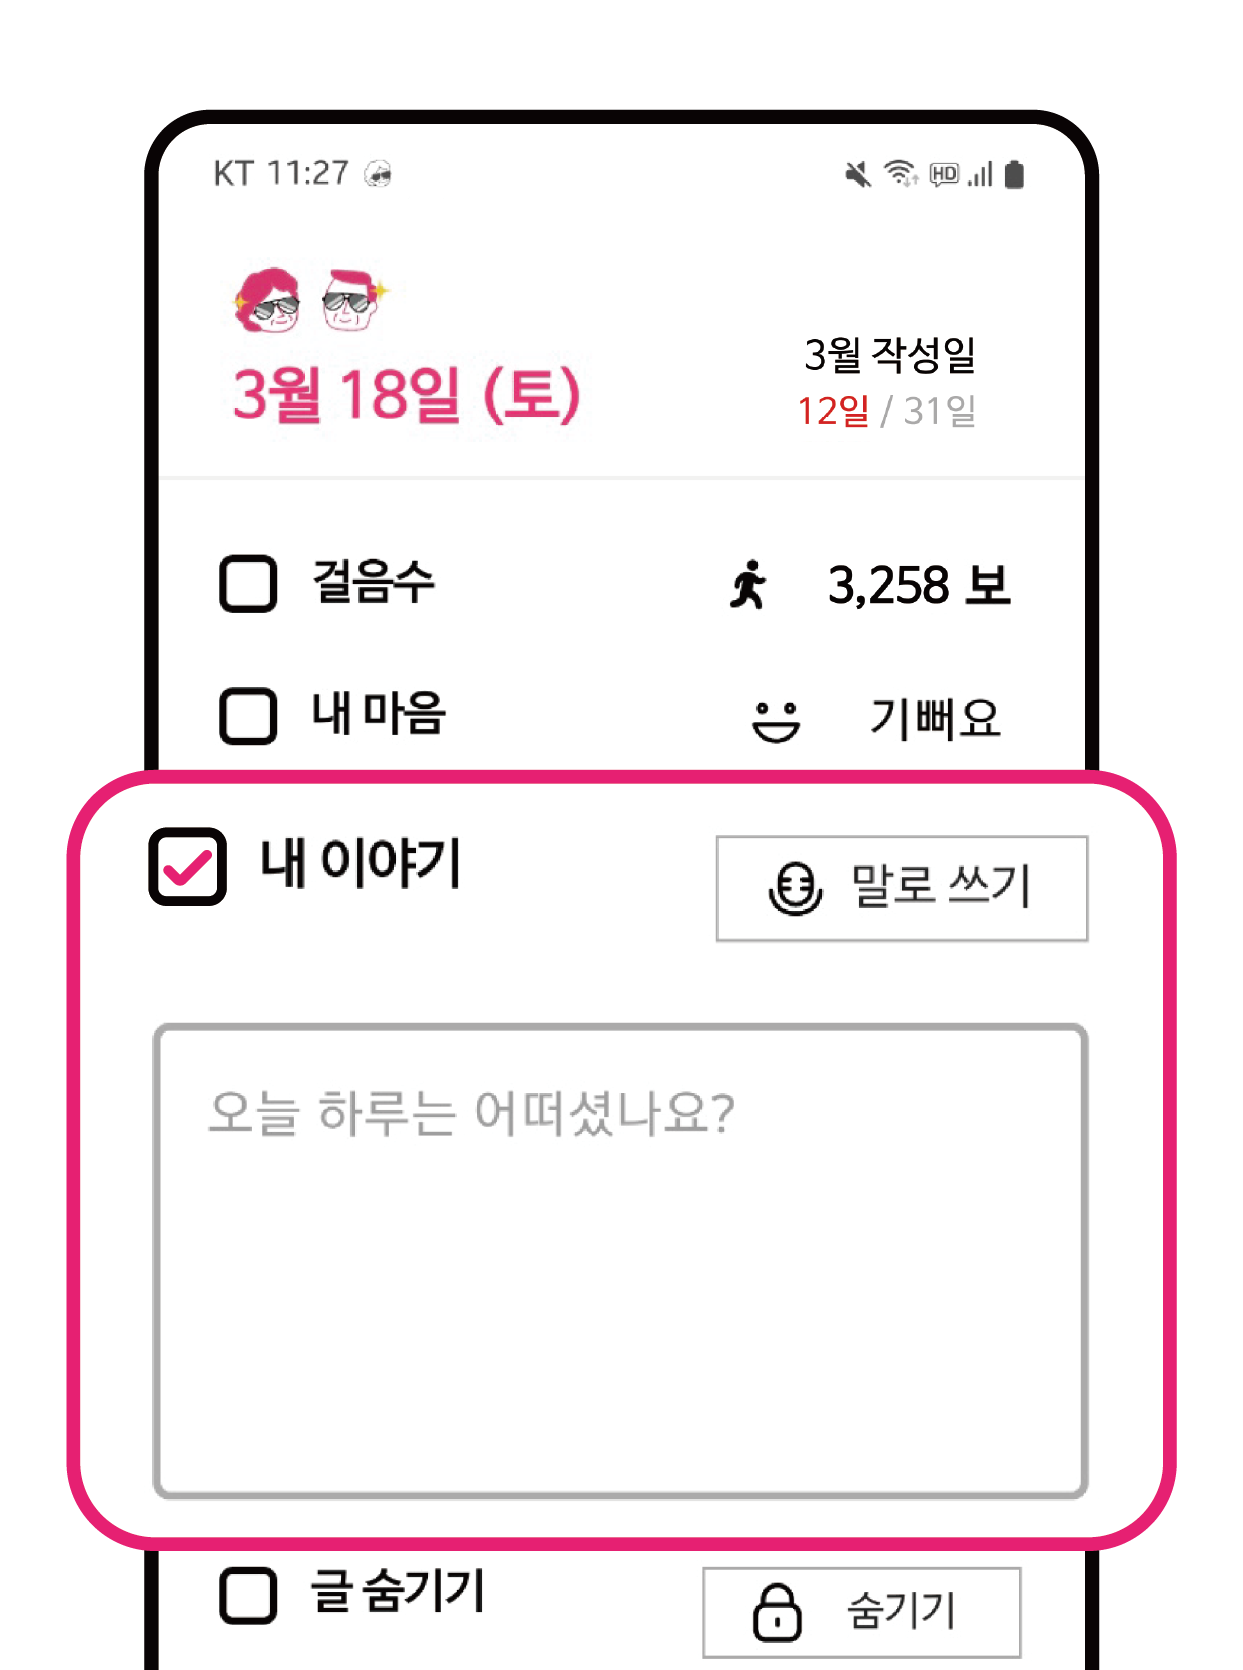 KT 11:27
HD
3월 18일 (토)
3월 작성일
12일 / 31일
걸음수 3,258 보
내 마음 기뻐요
내 이야기 말로 쓰기
오늘 하루는 어떠셨나요?
글 숨기기 숨기기